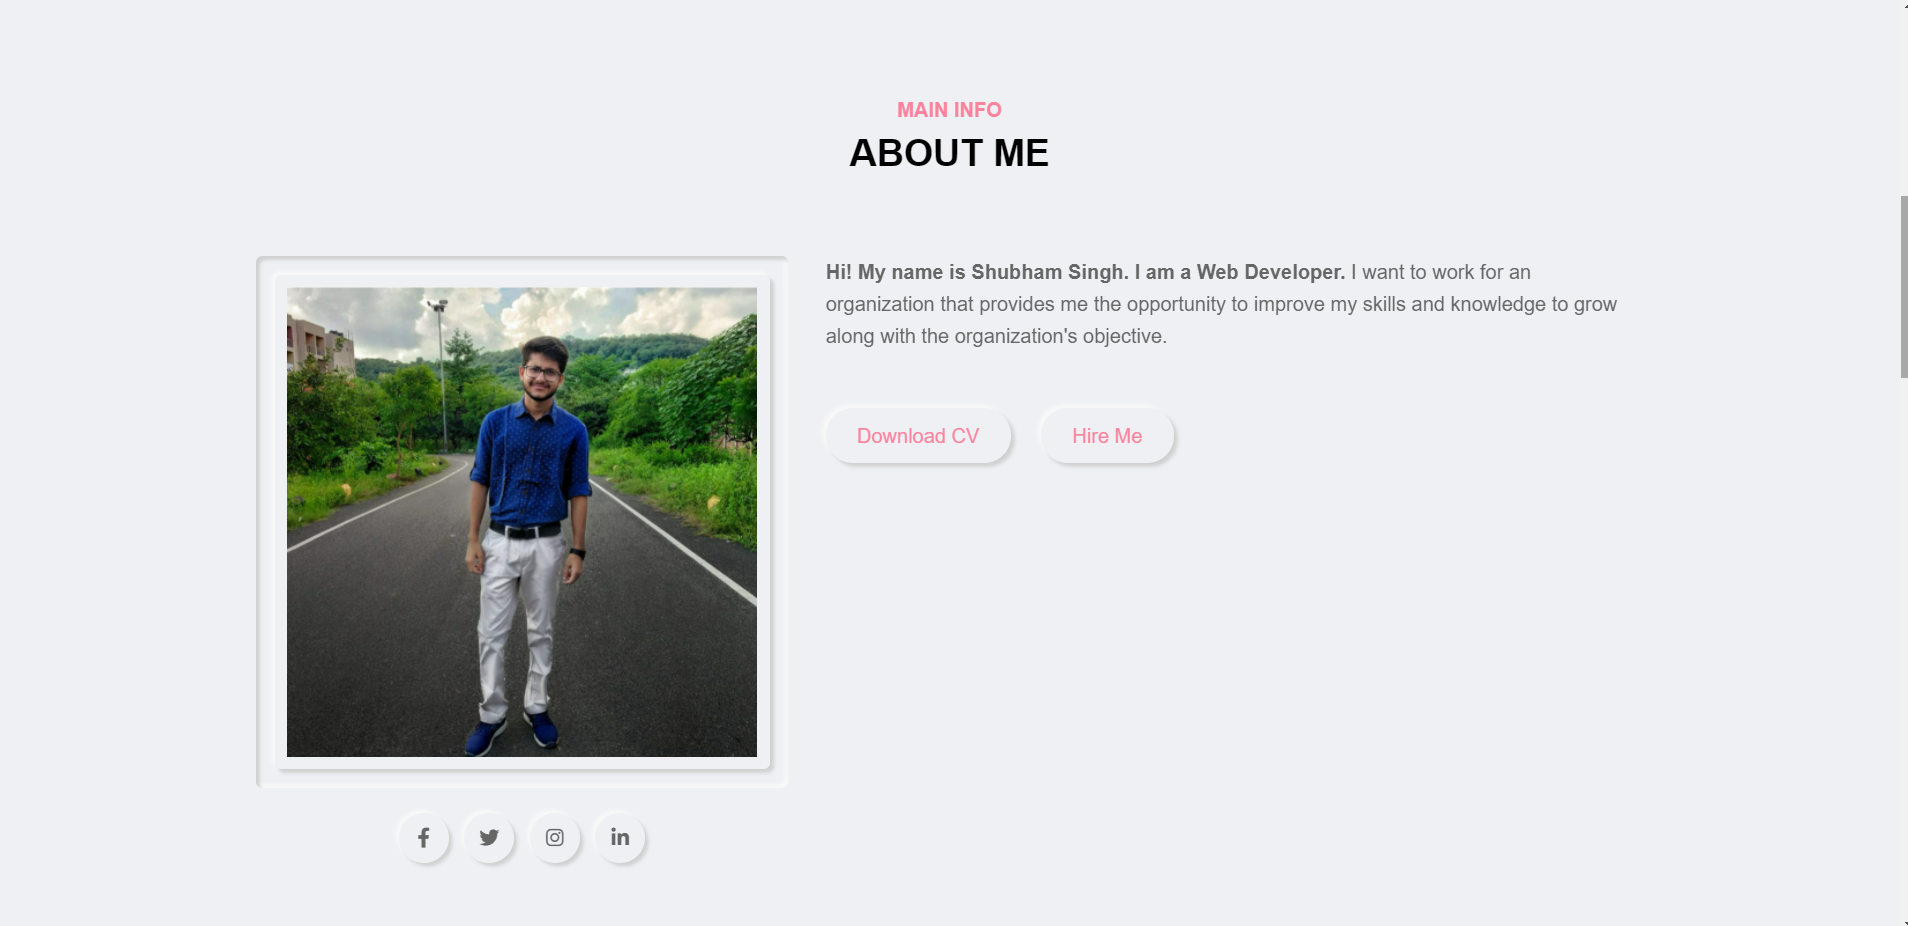 MAIN INFO
ABOUT ME
Hi! My name is Shubham Singh. I am a Web Developer. I want to work for an
organization that provides me the opportunity to improve my skills and knowledge to grow
along with the organization's objective.
Download CV
Hire Me